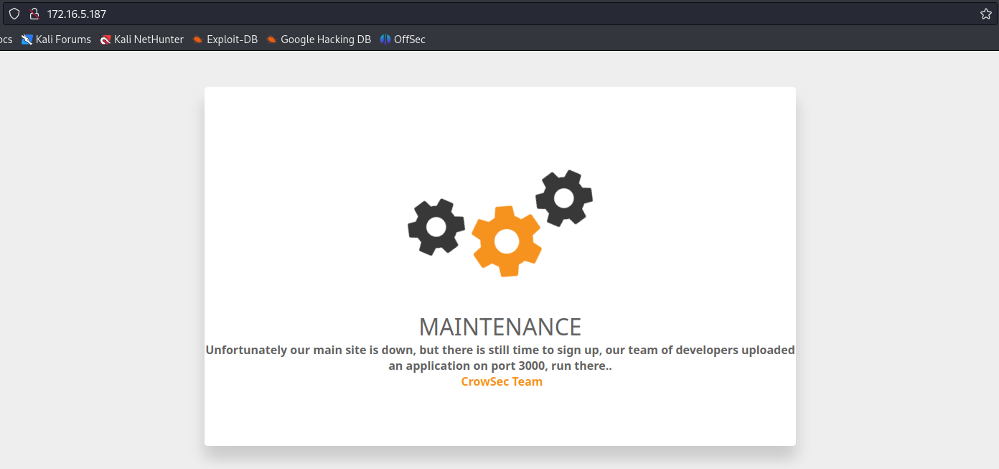 172.16.5.187
ocs Kali Forums Kali NetHunter Exploit-DB Google Hacking DB OffSec
MAINTENANCE
Unfortunately our main site is down, but there is still time to sign up, our team of developers uploaded
an application on port 3000, run there..
CrowSec Team